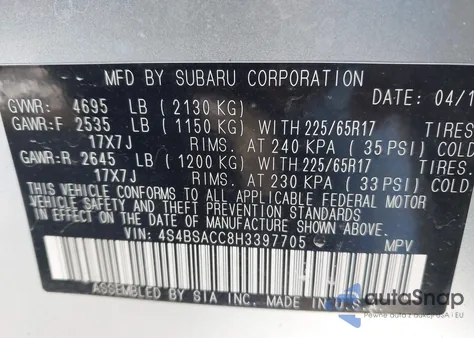 MFD BY SUBARU CORPORATION
DATE: 04/1
GVWR: 4695 LB (2130 KG)
GAWR:F 2535 LB (1150 KG) WITH 225/65R17 TIRES
17X7J RIMS. AT 240 KPA (35 PSI) COLD
GAWR:R 2645 LB (1200 KG) WITH 225/65R17 TIRES
17X7J RIMS. AT 230 KPA (33 PSI) COLD
THIS VEHICLE CONFORMS TO ALL APPLICABLE FEDERAL MOTOR
VEHICLE SAFETY AND THEFT PREVENTION STANDARDS IN
EFFECT ON THE DATE OF MANUFACTURE SHOWN ABOVE.
VIN: 4S4BSACC8H3397705 MPV
ASSEMBLED BY SIA INC. MADE IN U.S.A.
autoSnap
Pewne auta z USA i EU